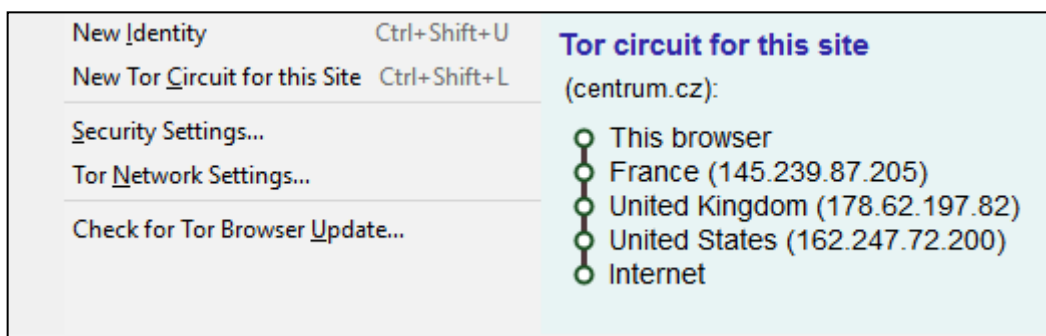 New Identity Ctrl+Shift+U
New Tor Circuit for this Site Ctrl+Shift+L
Security Settings...
Tor Network Settings...
Check for Tor Browser Update...
Tor circuit for this site
(centrum.cz):
This browser
France (145.239.87.205)
United Kingdom (178.62.197.82)
United States (162.247.72.200)
Internet